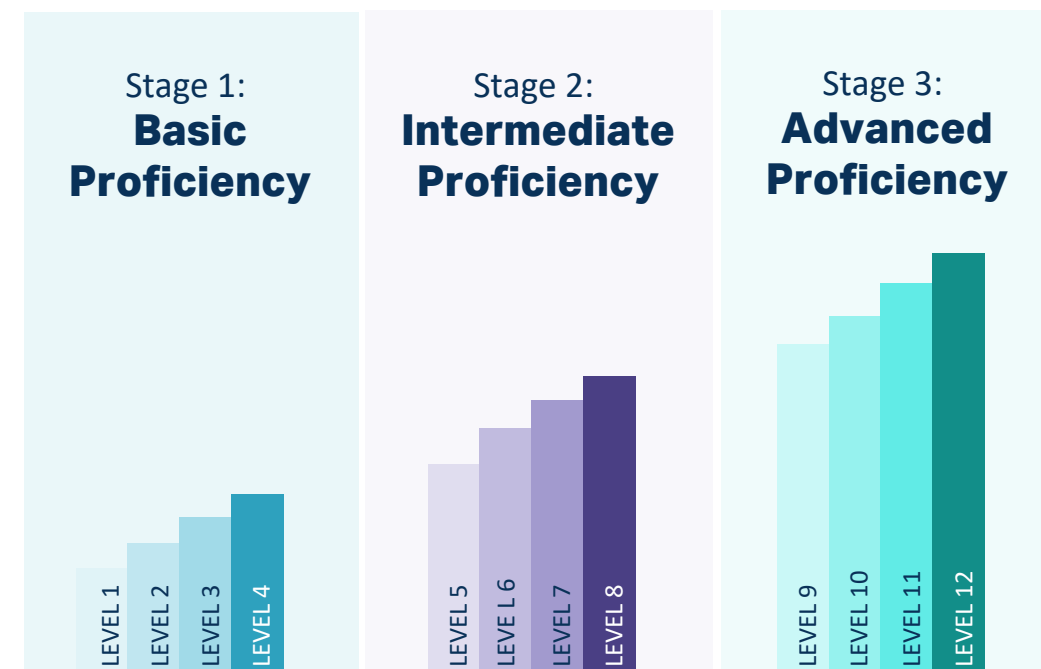 Stage 1:
Basic
Proficiency
LEVEL 1
LEVEL 2
LEVEL 3
LEVEL 4
Stage 2:
Intermediate
Proficiency
LEVEL 5
LEVE L 6
LEVEL 7
LEVEL 8
Stage 3:
Advanced
Proficiency
LEVEL 9
LEVEL 10
LEVEL 11
LEVEL 12